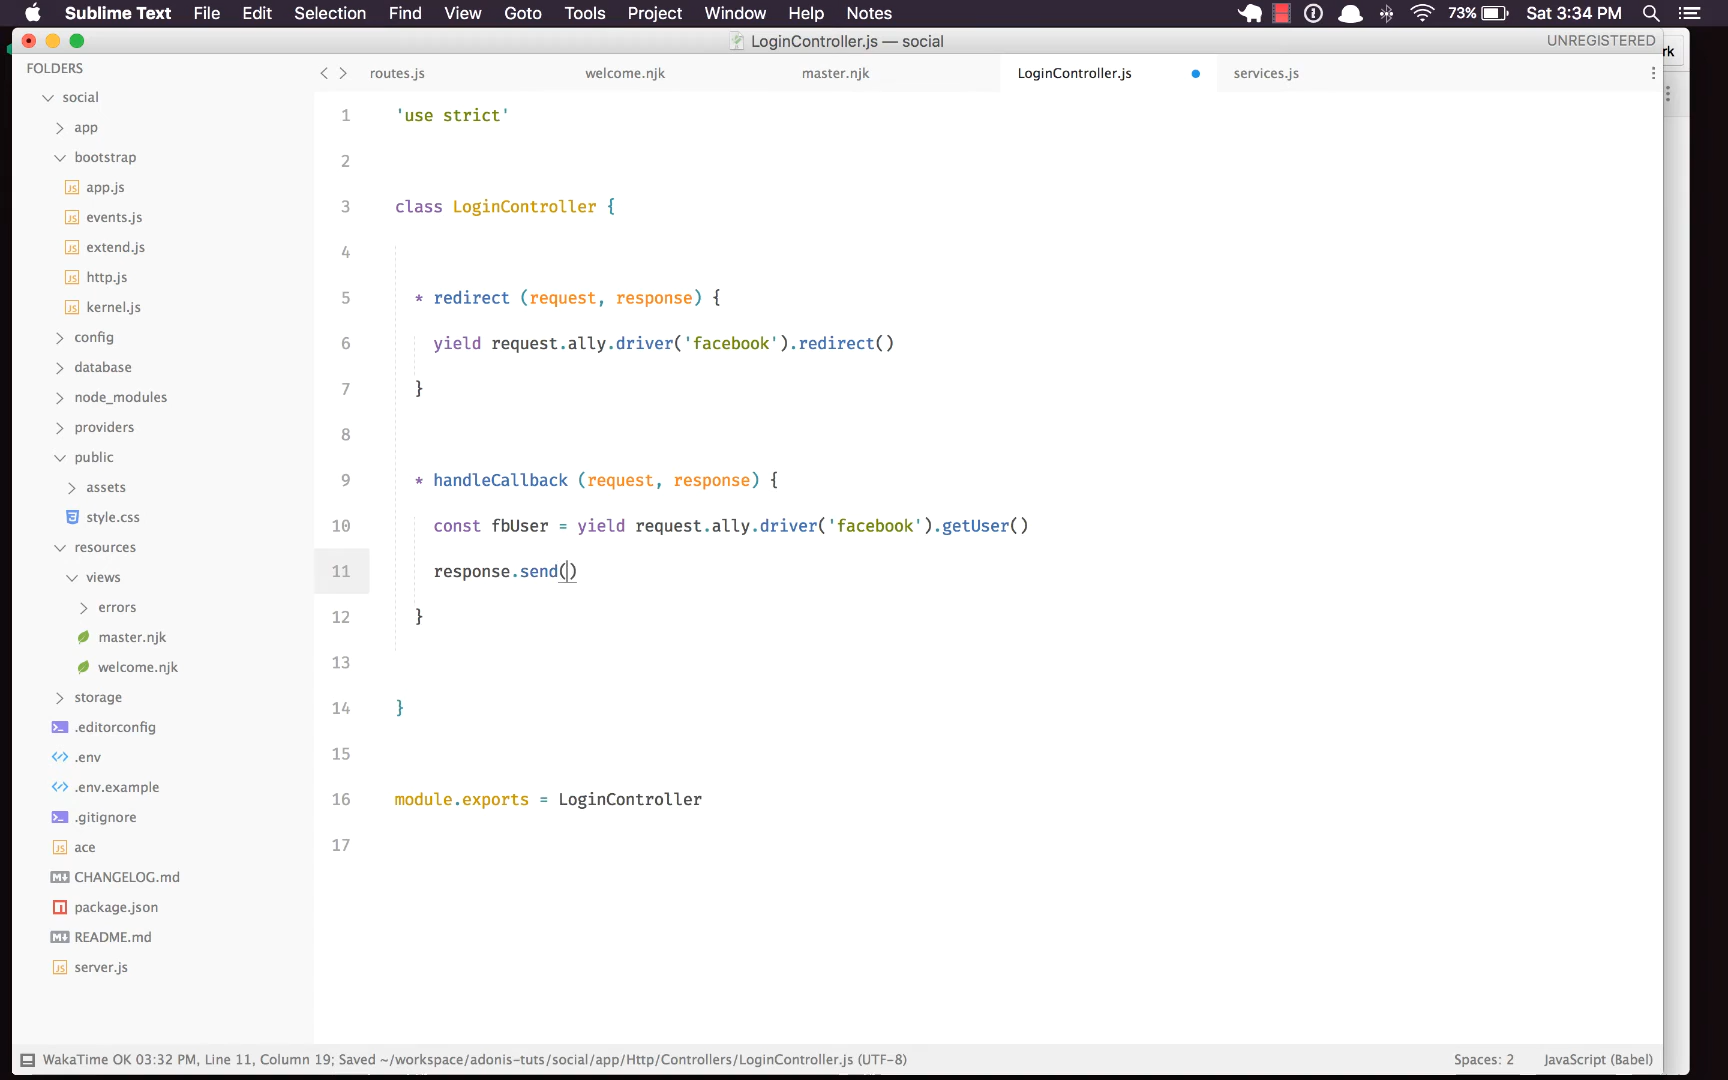 Sublime Text File Edit Selection Find View Goto Tools Project Window Help Notes 73% Sat 3:34 PM
LoginController.js — social UNREGISTERED
rk
FOLDERS
routes.js welcome.njk master.njk LoginController.js services.js
social
app
bootstrap
app.js
events.js
extend.js
http.js
kernel.js
config
database
node_modules
providers
public
assets
style.css
resources
views
errors
master.njk
welcome.njk
storage
.editorconfig
.env
.env.example
.gitignore
ace
CHANGELOG.md
package.json
README.md
server.js
1 'use strict'
2
3 class LoginController {
4
5 * redirect (request, response) {
6 yield request.ally.driver('facebook').redirect()
7 }
8
9 * handleCallback (request, response) {
10 const fbUser = yield request.ally.driver('facebook').getUser()
11 response.send()
12 }
13
14 }
15
16 module.exports = LoginController
17
WakaTime OK 03:32 PM, Line 11, Column 19; Saved ~/workspace/adonis-tuts/social/app/Http/Controllers/LoginController.js (UTF-8) Spaces: 2 JavaScript (Babel)